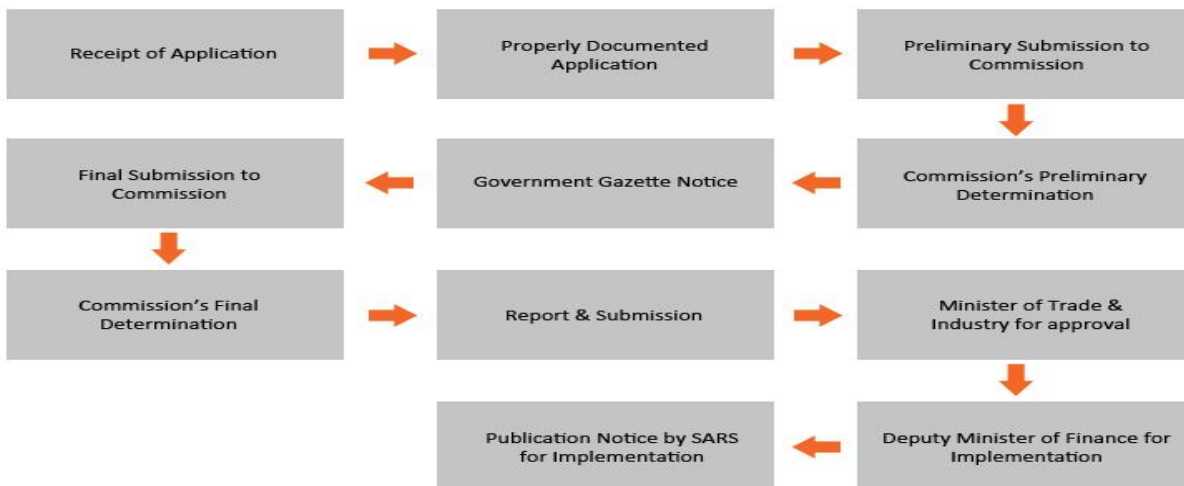 Receipt of Application
Properly Documented
Application
Preliminary Submission to
Commission
Commission's Preliminary
Determination
Government Gazette Notice
Final Submission to
Commission
Commission's Final
Determination
Report & Submission
Minister of Trade &
Industry for approval
Deputy Minister of Finance for
Implementation
Publication Notice by SARS
for Implementation